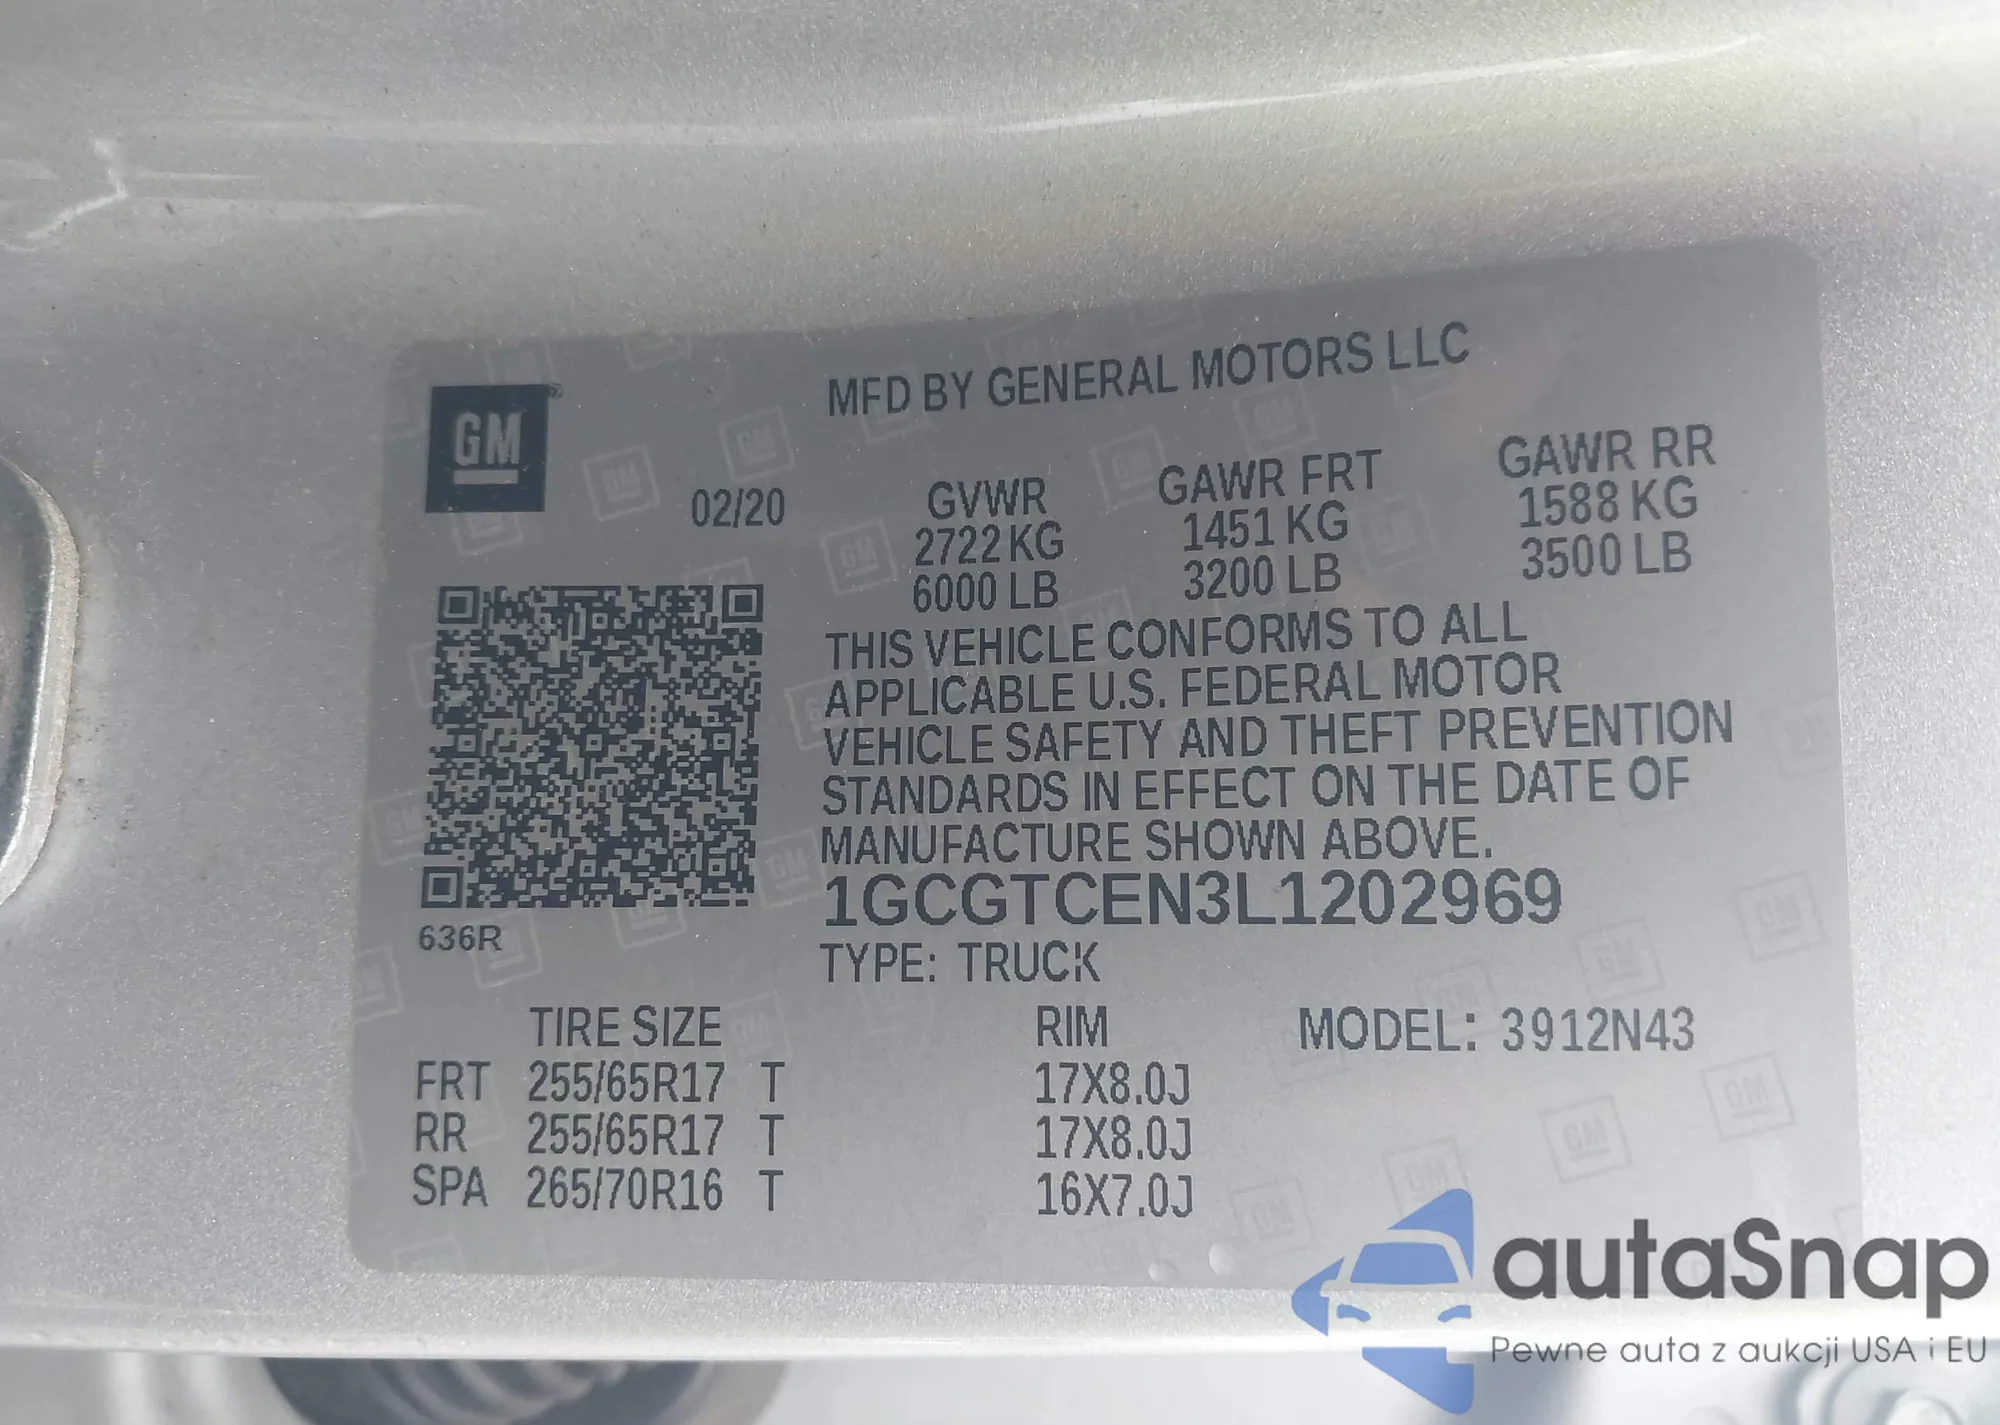 GM
MFD BY GENERAL MOTORS LLC
02/20
GVWR GAWR FRT GAWR RR
2722 KG 1451 KG 1588 KG
6000 LB 3200 LB 3500 LB
THIS VEHICLE CONFORMS TO ALL
APPLICABLE U.S. FEDERAL MOTOR
VEHICLE SAFETY AND THEFT PREVENTION
STANDARDS IN EFFECT ON THE DATE OF
MANUFACTURE SHOWN ABOVE.
1GCGTCEN3L1202969
636R
TYPE: TRUCK
TIRE SIZE RIM MODEL: 3912N43
FRT 255/65R17 T 17X8.0J
RR 255/65R17 T 17X8.0J
SPA 265/70R16 T 16X7.0J
autaSnap
Pewne auta z aukcji USA i EU